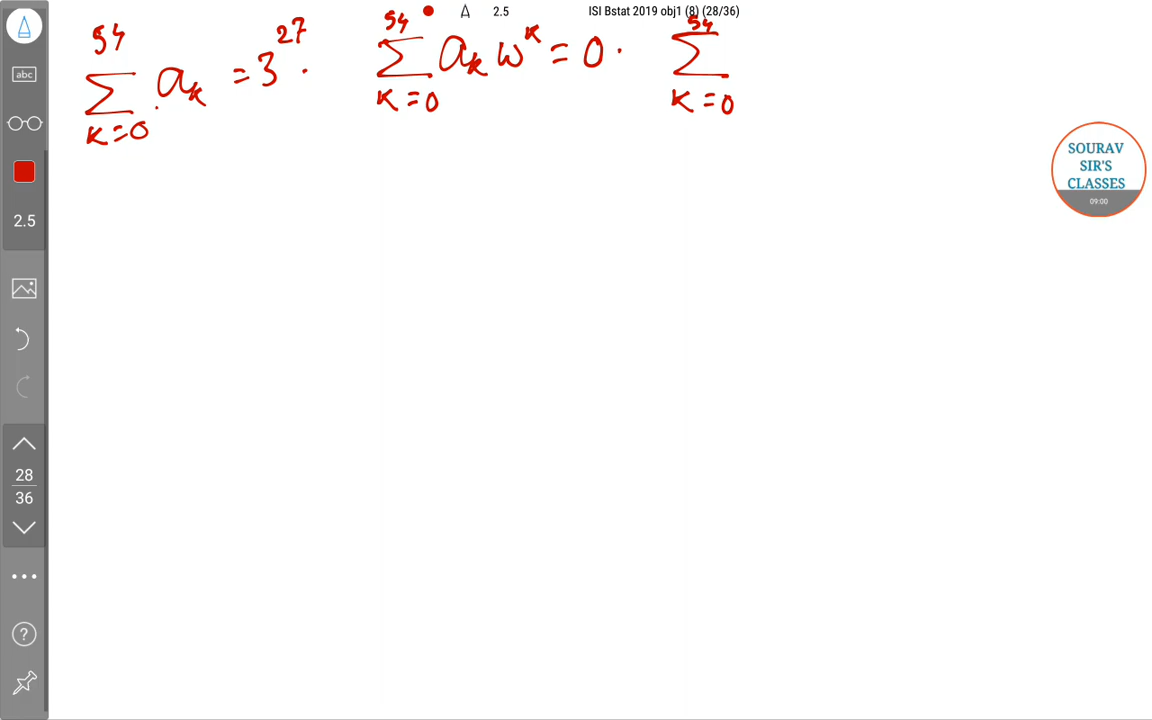 2.5
ISI Bstat 2019 obj1 (8) (28/36)
54 54 54
∑ a_k = 3^27 . ∑ a_k ω^k = 0 . ∑
k=0 k=0 k=0
abc
2.5
28
36
?
SOURAV
SIR'S
CLASSES
09:00